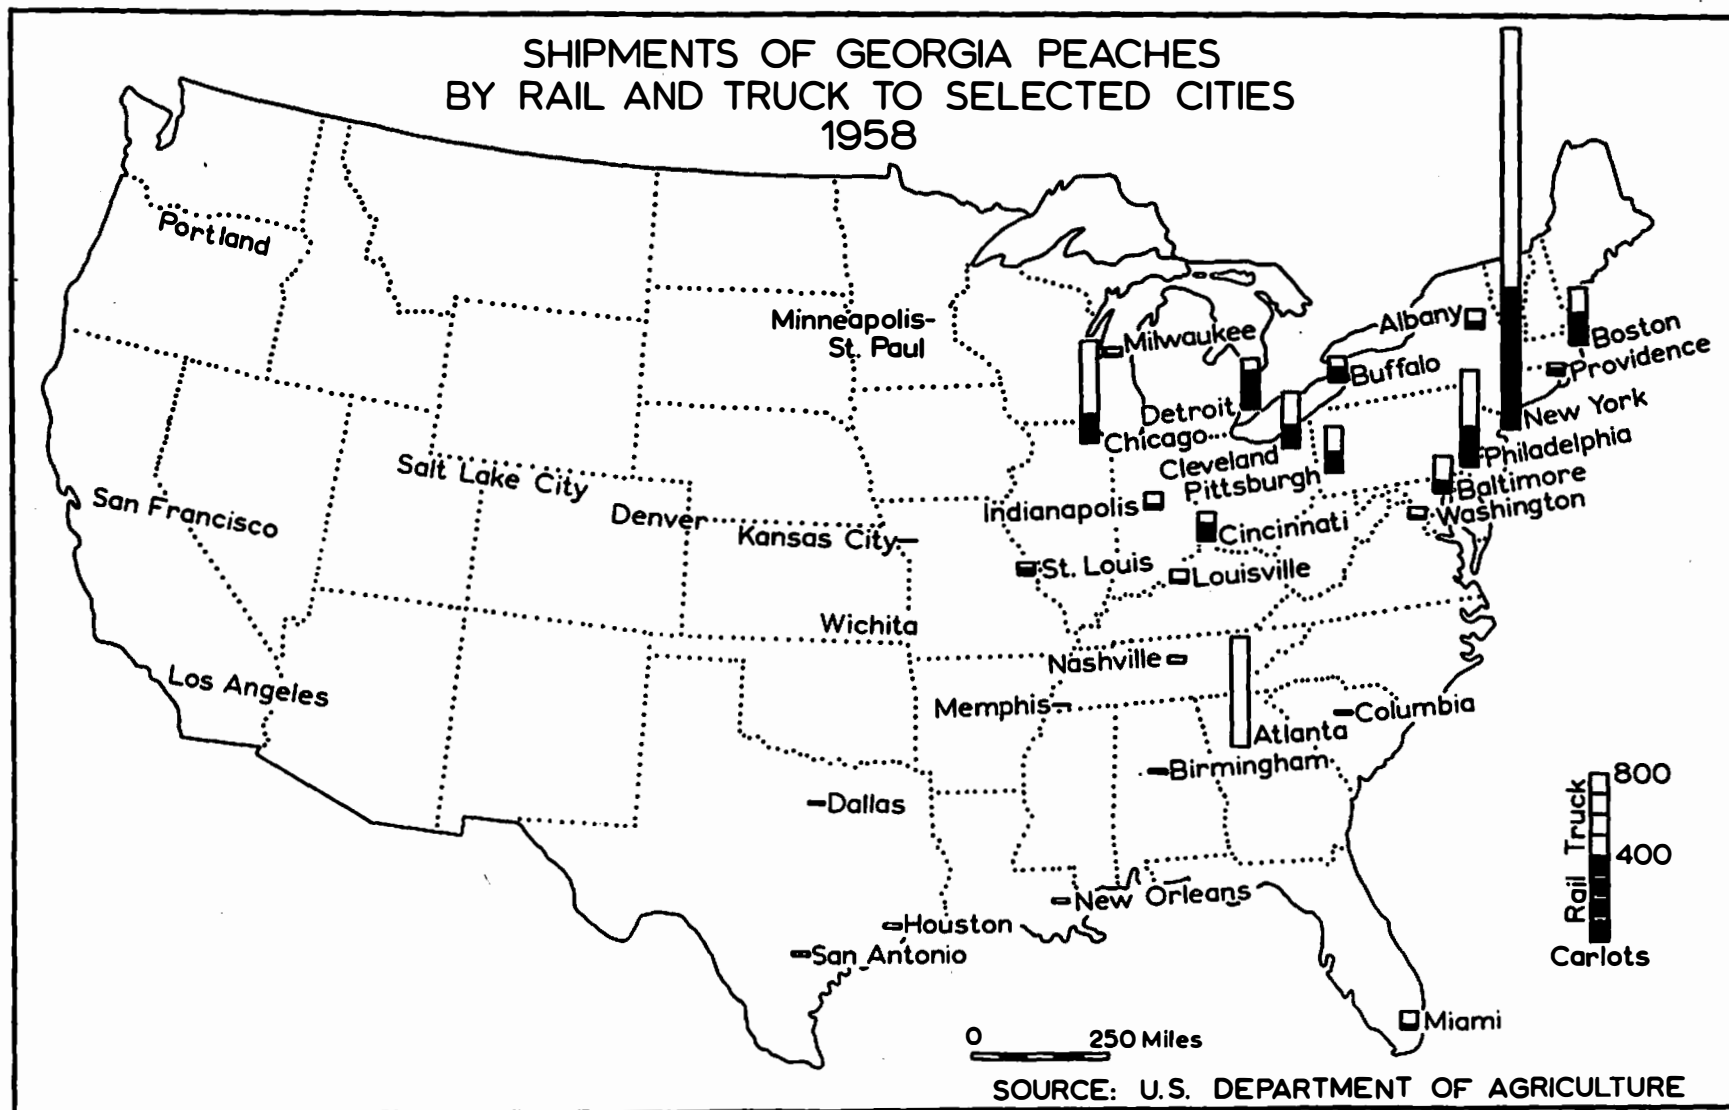 SHIPMENTS OF GEORGIA PEACHES
BY RAIL AND TRUCK TO SELECTED CITIES
1958
Portland
Minneapolis-
St. Paul
Milwaukee
Albany
Boston
Providence
Buffalo
Detroit
New York
Chicago
Cleveland
Philadelphia
Pittsburgh
Baltimore
Washington
Salt Lake City
San Francisco
Denver
Kansas City
Indianapolis
Cincinnati
St. Louis
Louisville
Wichita
Nashville
Los Angeles
Memphis
Columbia
Atlanta
Birmingham
Dallas
New Orleans
Houston
San Antonio
Miami
800
400
Rail Truck
Carlots
0 250 Miles
SOURCE: U.S. DEPARTMENT OF AGRICULTURE